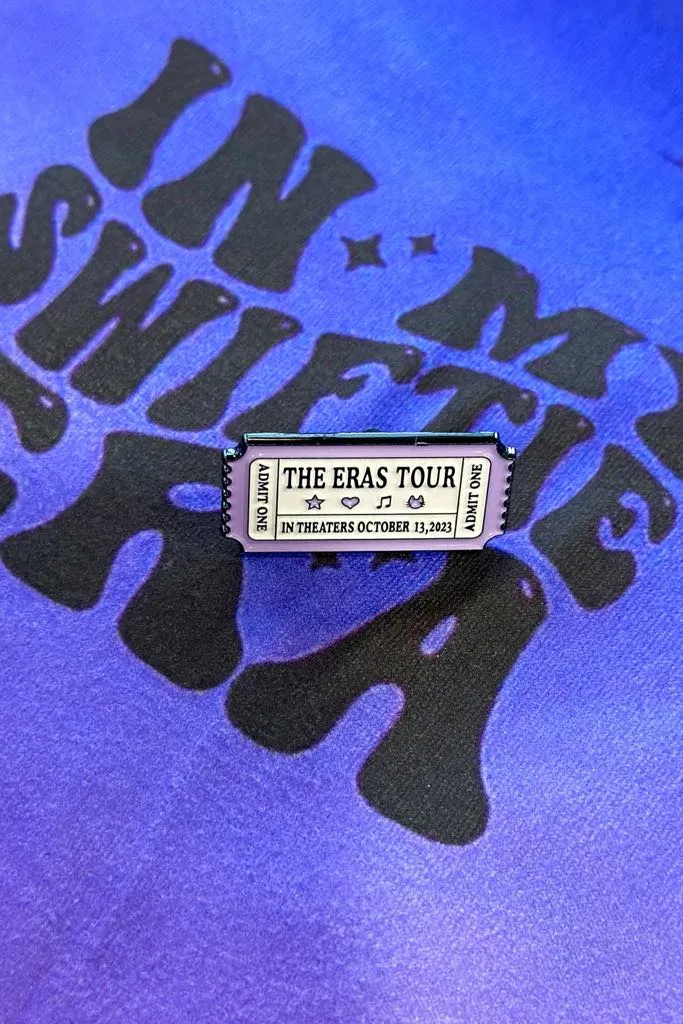 IN MY
SWIFTIE
ERA
THE ERAS TOUR
ADMIT ONE
IN THEATERS OCTOBER 13,2023
ADMIT ONE